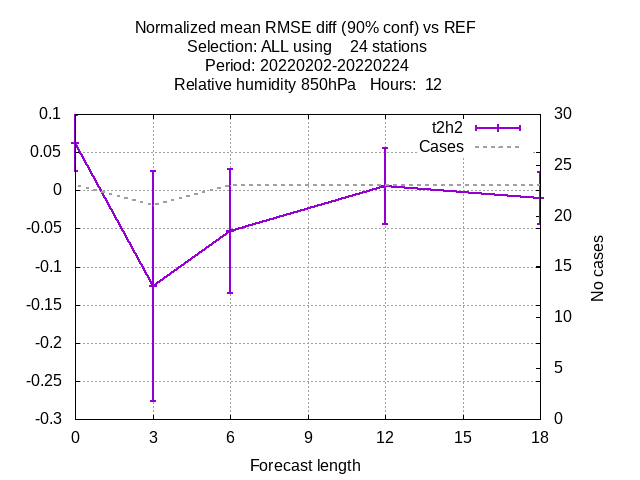 Normalized mean RMSE diff (90% conf) vs REF
Selection: ALL using    24 stations
Period: 20220202-20220224
Relative humidity 850hPa   Hours:  12
t2h2
Cases
0.1
0.05
0
-0.05
-0.1
-0.15
-0.2
-0.25
-0.3
30
25
20
15
10
5
0
No cases
0 3 6 9 12 15 18
Forecast length